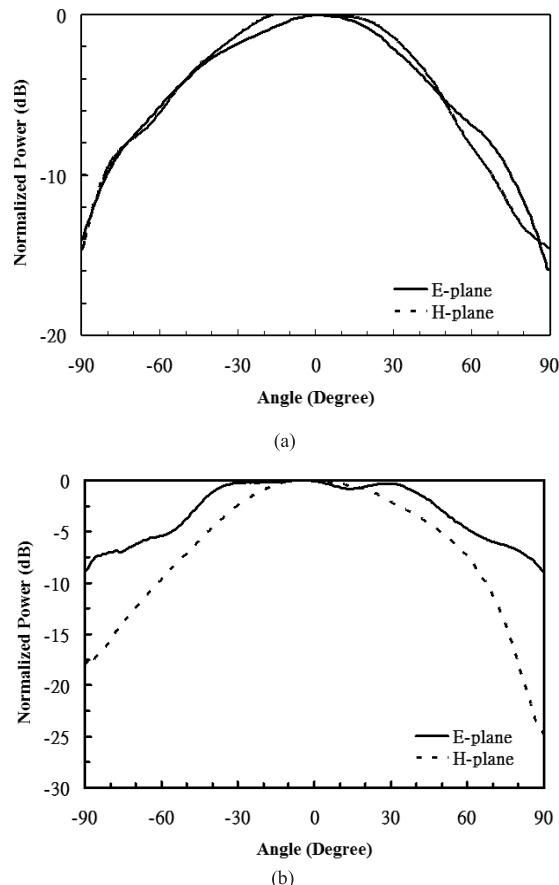 0
-10
-20
Normalized Power (dB)
E-plane
H-plane
-90 -60 -30 0 30 60 90
Angle (Degree)
(a)
0
-5
-10
-15
-20
-25
-30
Normalized Power (dB)
E-plane
H-plane
-90 -60 -30 0 30 60 90
Angle (Degree)
(b)